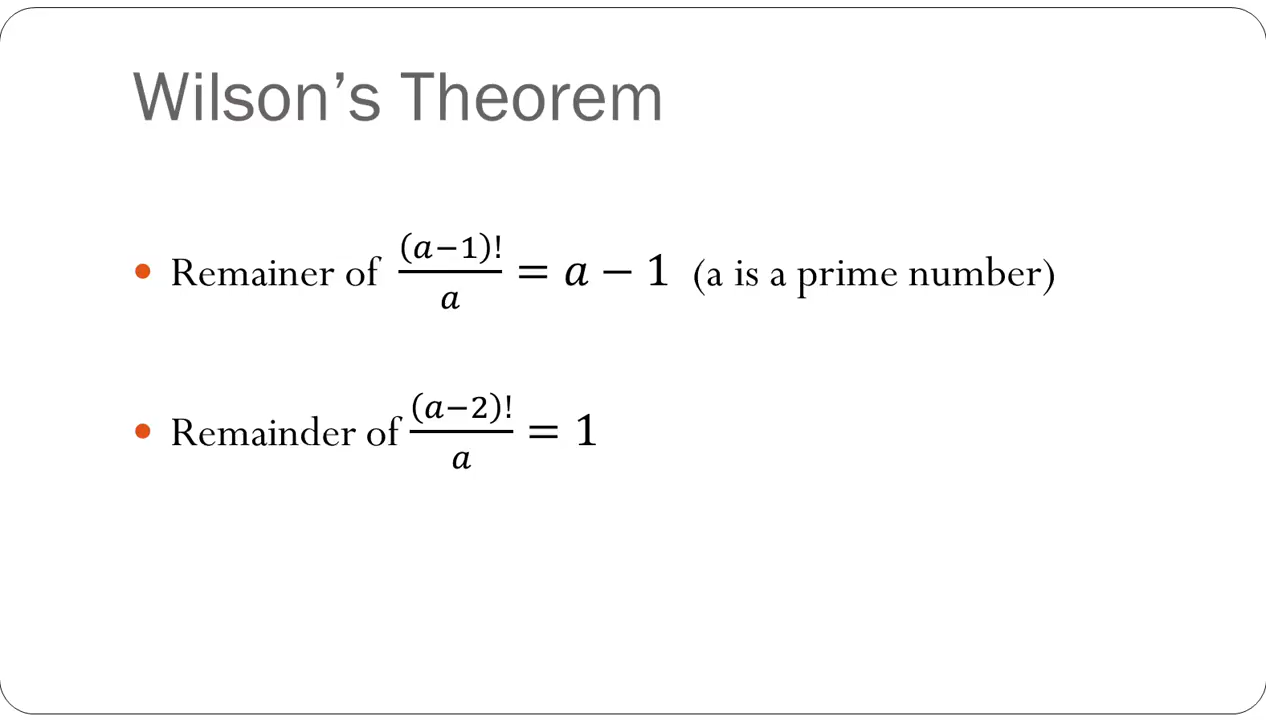 Wilson's Theorem
• Remainer of (a−1)!/a = a − 1 (a is a prime number)
• Remainder of (a−2)!/a = 1